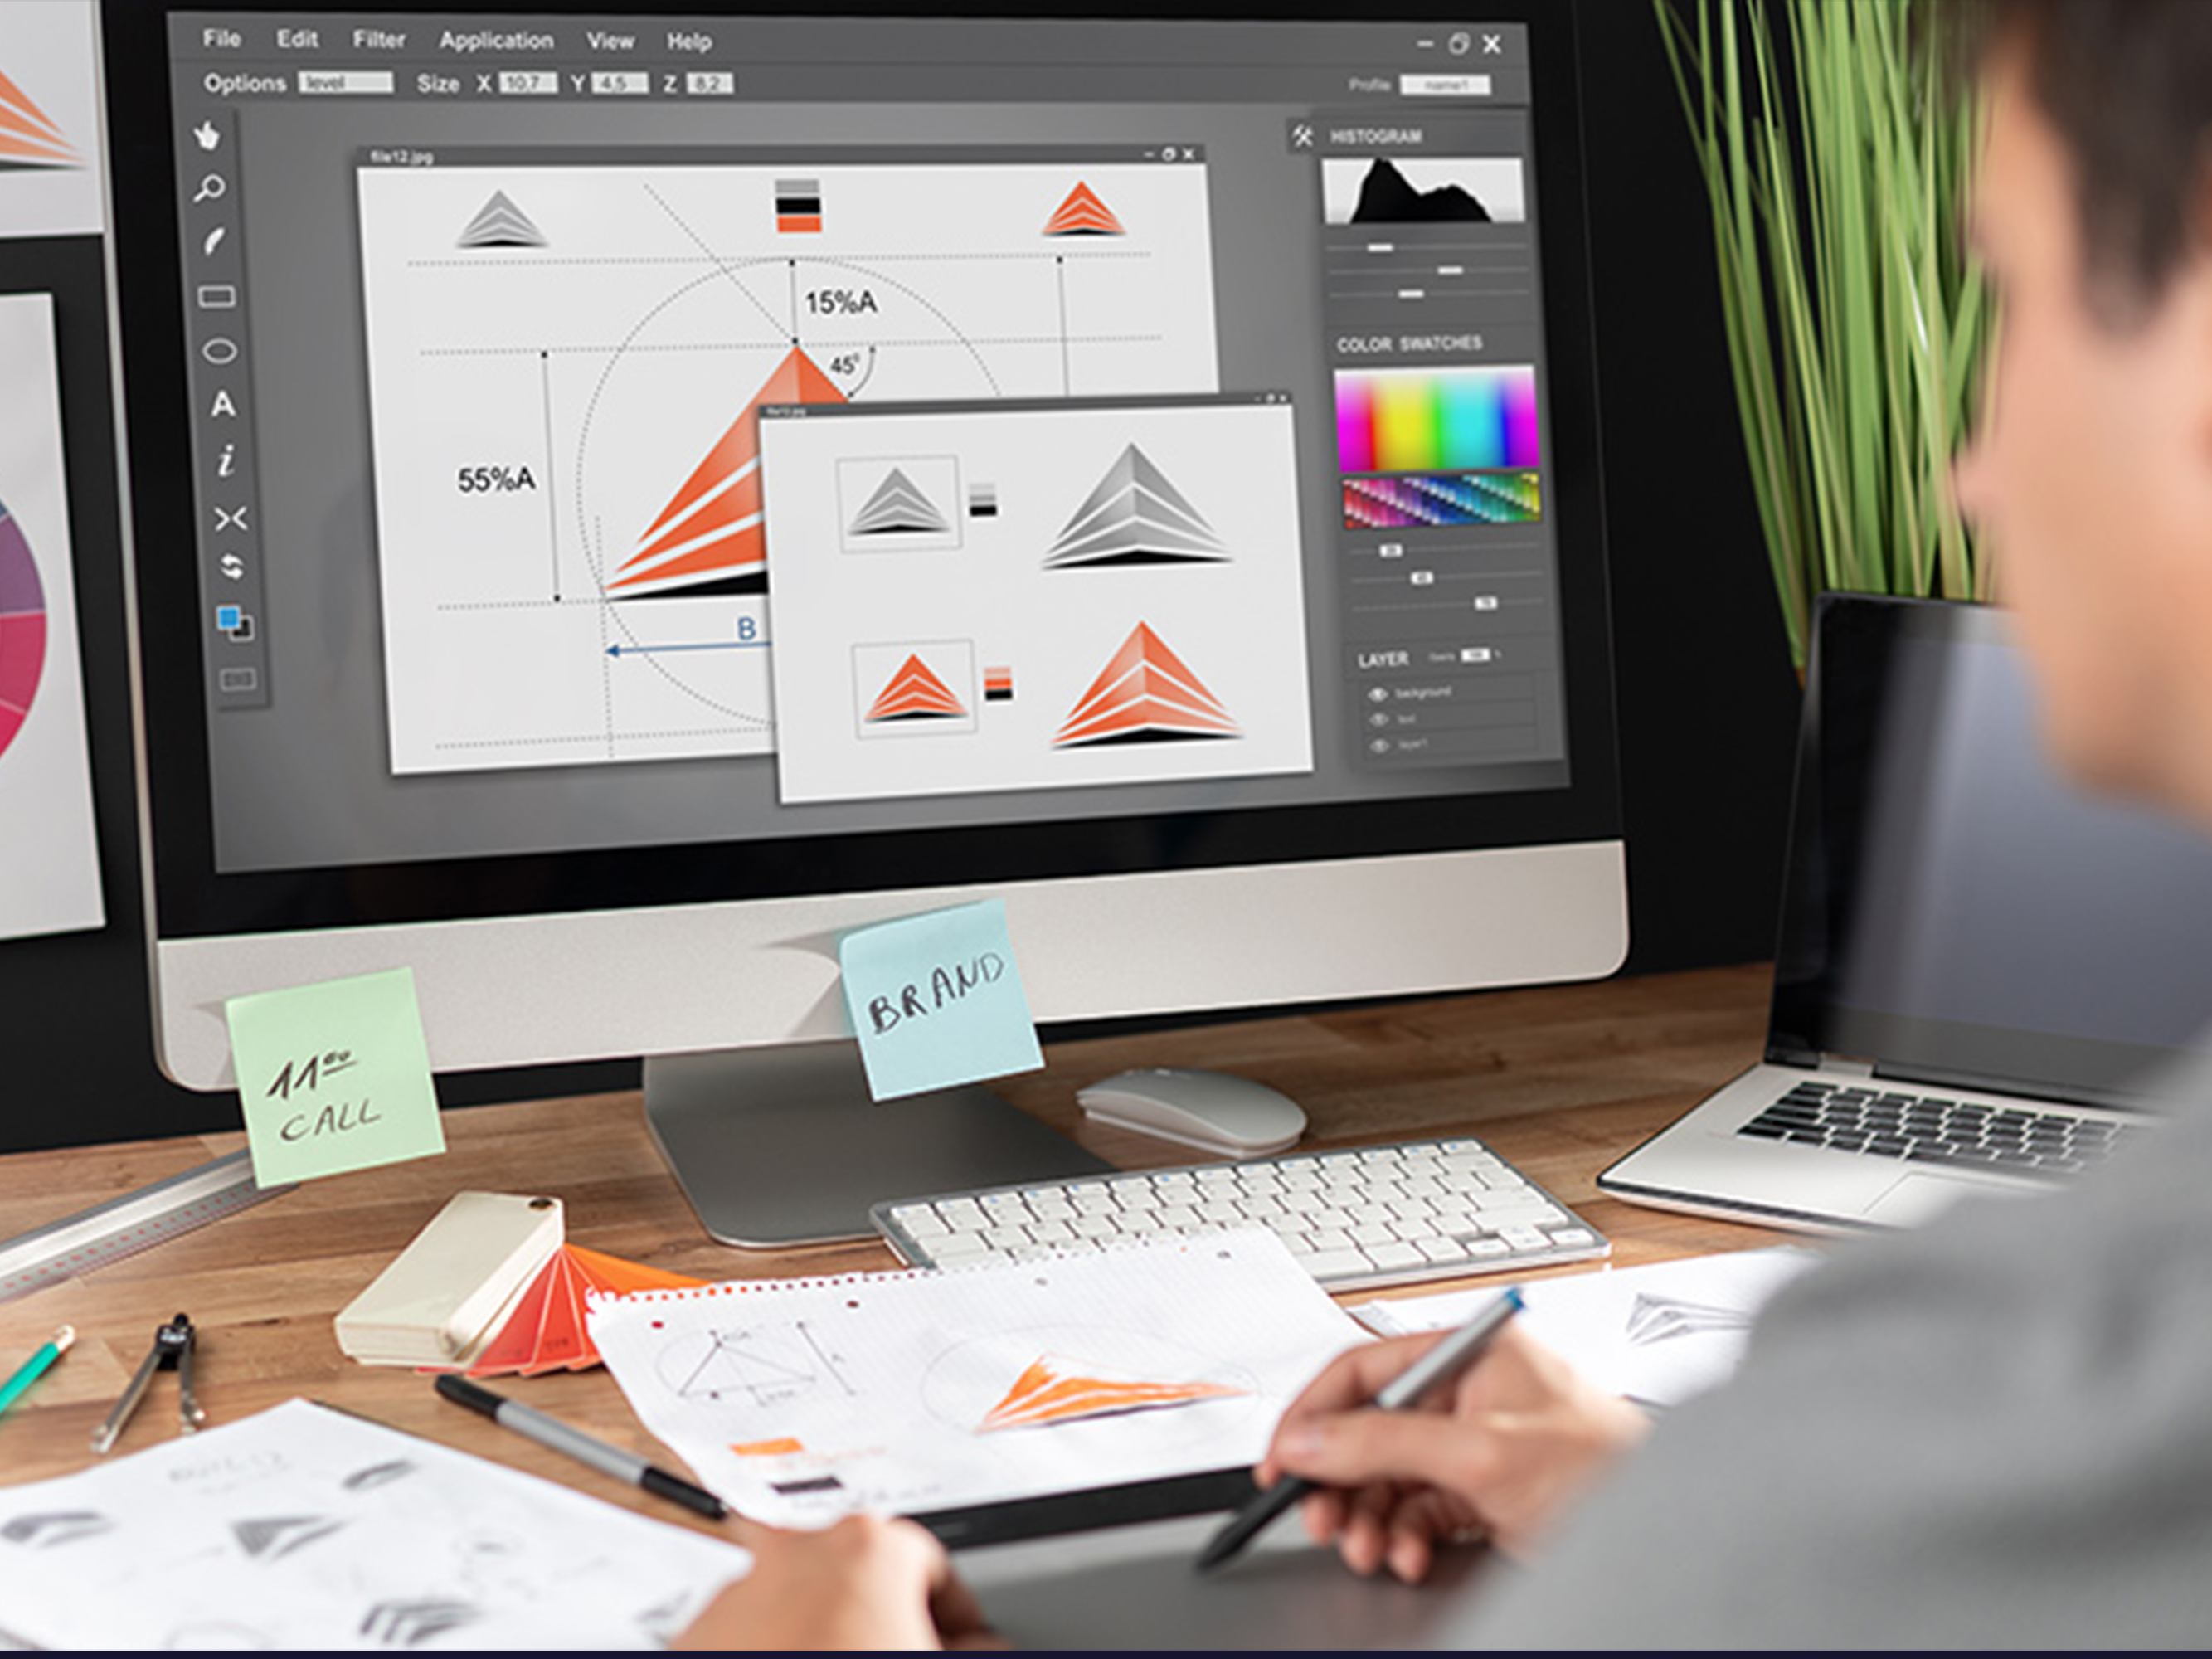 File Edit Filter Application View Help
Options level Size X 10.7 Y 4.5 Z 8.2
Profile name1
file12.jpg
HISTOGRAM
15%A
45°
55%A
B
A
i
COLOR SWATCHES
LAYER
background
text
layer1
11:00
CALL
BRAND